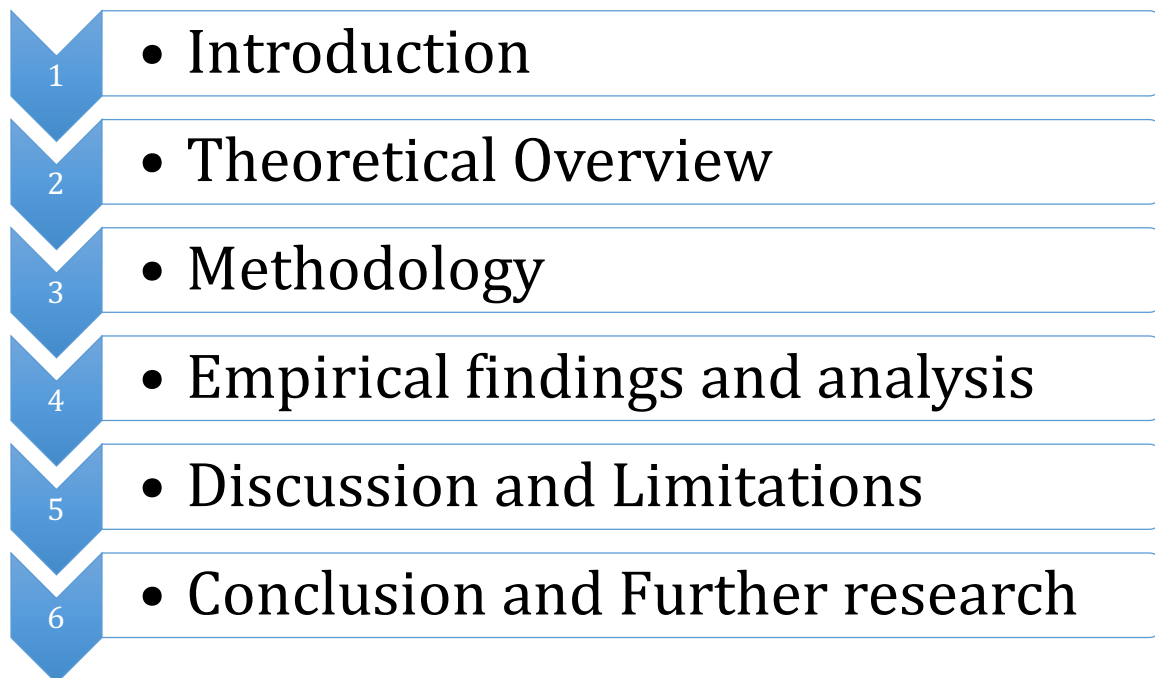 1 • Introduction
2 • Theoretical Overview
3 • Methodology
4 • Empirical findings and analysis
5 • Discussion and Limitations
6 • Conclusion and Further research